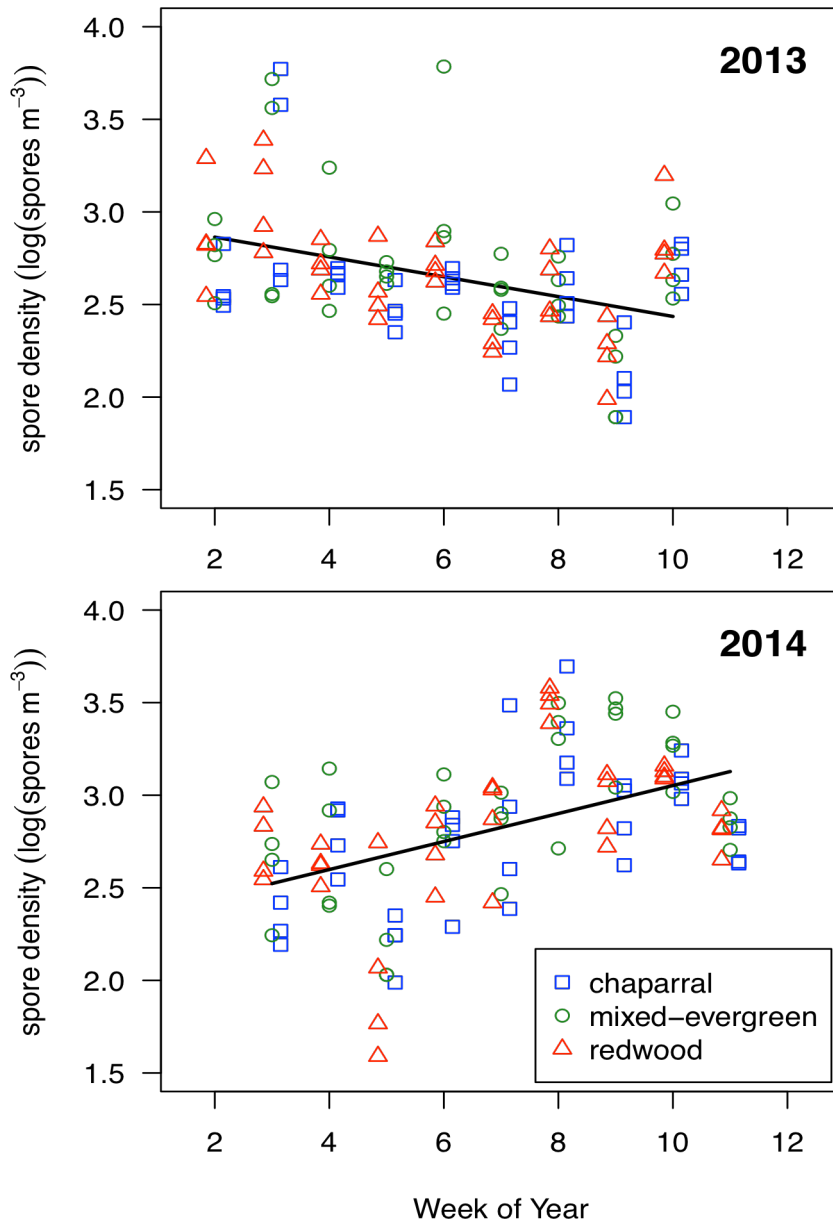 2013
spore density (log(spores m⁻³))
4.0
3.5
3.0
2.5
2.0
1.5
2 4 6 8 10 12
2014
spore density (log(spores m⁻³))
4.0
3.5
3.0
2.5
2.0
1.5
chaparral
mixed−evergreen
redwood
2 4 6 8 10 12
Week of Year